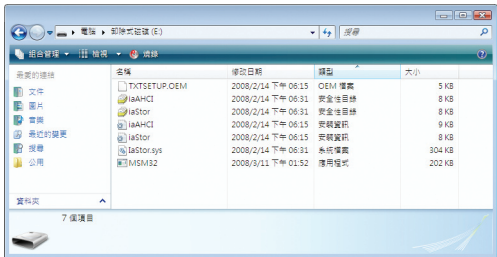 電腦 ▸ 卸除式磁碟 (E:) 搜尋
組合管理 檢視 燒錄
最愛的連結
文件
圖片
音樂
最近的變更
搜尋
公用
資料夾
名稱 修改日期 類型 大小
TXTSETUP.OEM 2008/2/14 下午 06:15 OEM 檔案 5 KB
iaAHCI 2008/2/14 下午 06:31 安全性目錄 8 KB
iaStor 2008/2/14 下午 06:31 安全性目錄 8 KB
iaAHCI 2008/2/14 下午 06:15 安裝資訊 9 KB
iaStor 2008/2/14 下午 06:15 安裝資訊 8 KB
IaStor.sys 2008/2/14 下午 06:31 系統檔案 304 KB
MSM32 2008/3/11 下午 01:52 應用程式 202 KB
7 個項目